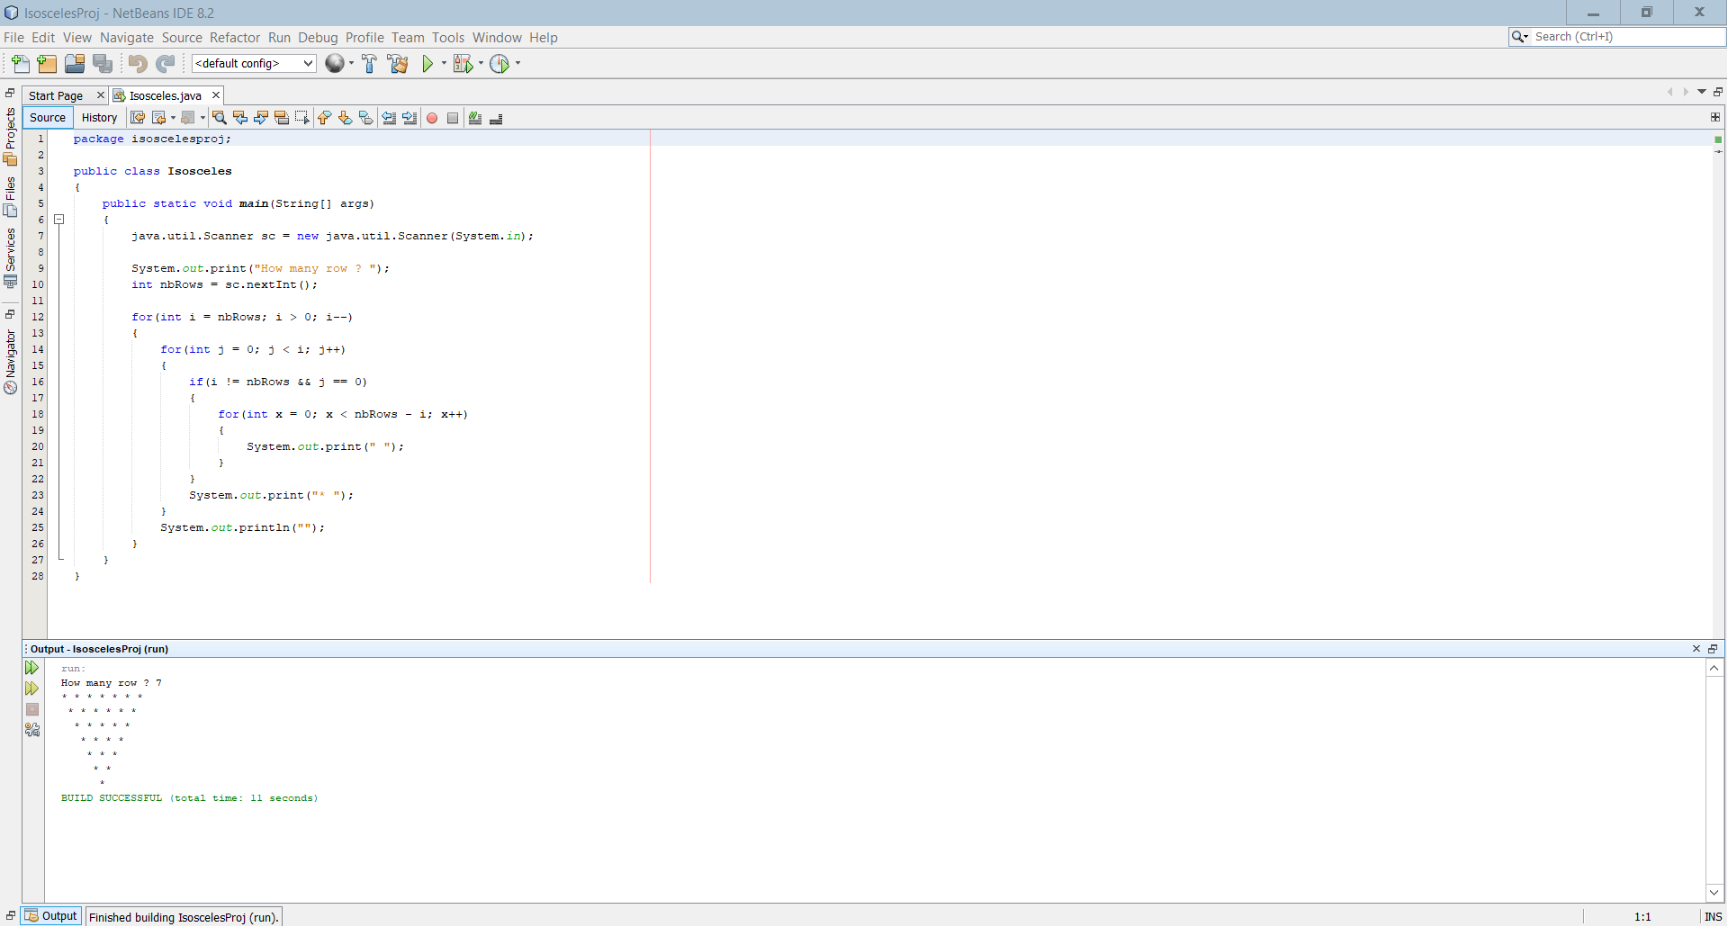 IsoscelesProj - NetBeans IDE 8.2
File Edit View Navigate Source Refactor Run Debug Profile Team Tools Window Help
Search (Ctrl+I)
<default config>
Start Page
Isosceles.java
Source History
Projects
Files
Services
Navigator
1 package isoscelesproj;
2
3 public class Isosceles
4 {
5 public static void main(String[] args)
6 {
7 java.util.Scanner sc = new java.util.Scanner(System.in);
8
9 System.out.print("How many row ? ");
10 int nbRows = sc.nextInt();
11
12 for(int i = nbRows; i > 0; i--)
13 {
14 for(int j = 0; j < i; j++)
15 {
16 if(i != nbRows && j == 0)
17 {
18 for(int x = 0; x < nbRows - i; x++)
19 {
20 System.out.print(" ");
21 }
22 }
23 System.out.print("* ");
24 }
25 System.out.println("");
26 }
27 }
28 }
Output - IsoscelesProj (run)
run:
How many row ? 7
* * * * * * *
 * * * * * *
  * * * * *
   * * * *
    * * *
     * *
      *
BUILD SUCCESSFUL (total time: 11 seconds)
Output
Finished building IsoscelesProj (run).
1:1
INS